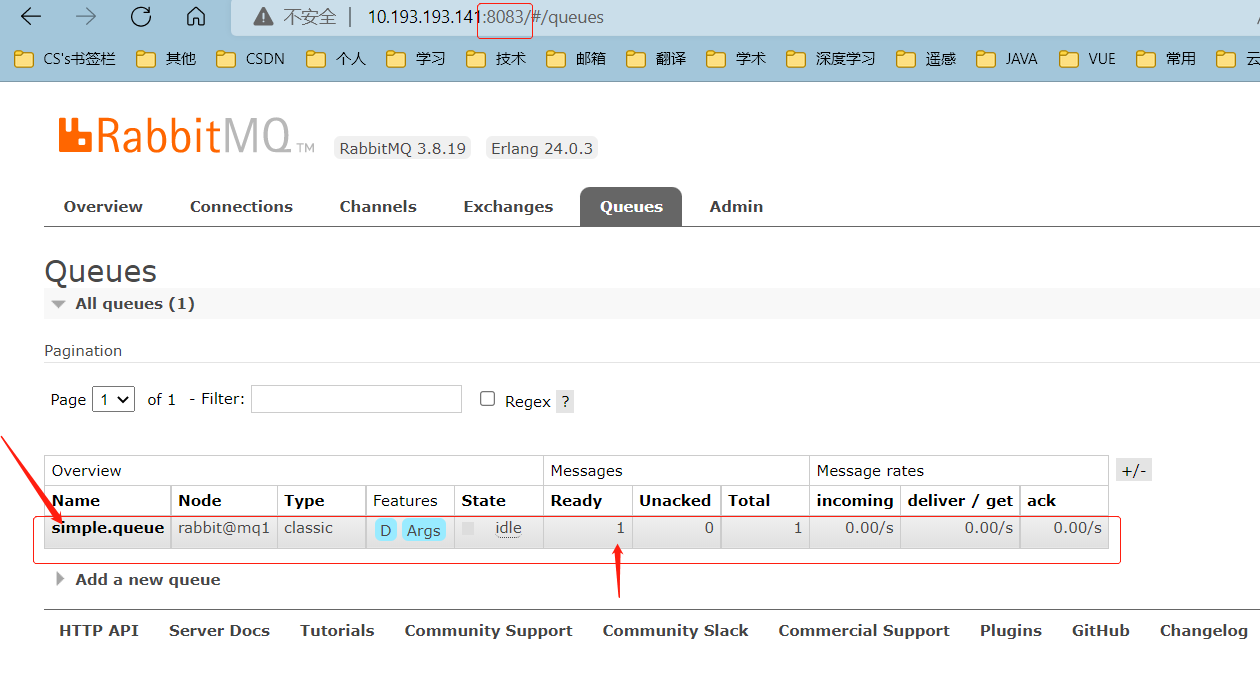 不安全 10.193.193.141:8083/#/queues
CS's书签栏 其他 CSDN 个人 学习 技术 邮箱 翻译 学术 深度学习 遥感 JAVA VUE 常用 云
RabbitMQ TM RabbitMQ 3.8.19 Erlang 24.0.3
Overview Connections Channels Exchanges Queues Admin
Queues
All queues (1)
Pagination
Page 1 of 1 - Filter: Regex ?
Overview Messages Message rates +/-
Name Node Type Features State Ready Unacked Total incoming deliver / get ack
simple.queue rabbit@mq1 classic D Args idle 1 0 1 0.00/s 0.00/s 0.00/s
Add a new queue
HTTP API Server Docs Tutorials Community Support Community Slack Commercial Support Plugins GitHub Changelog